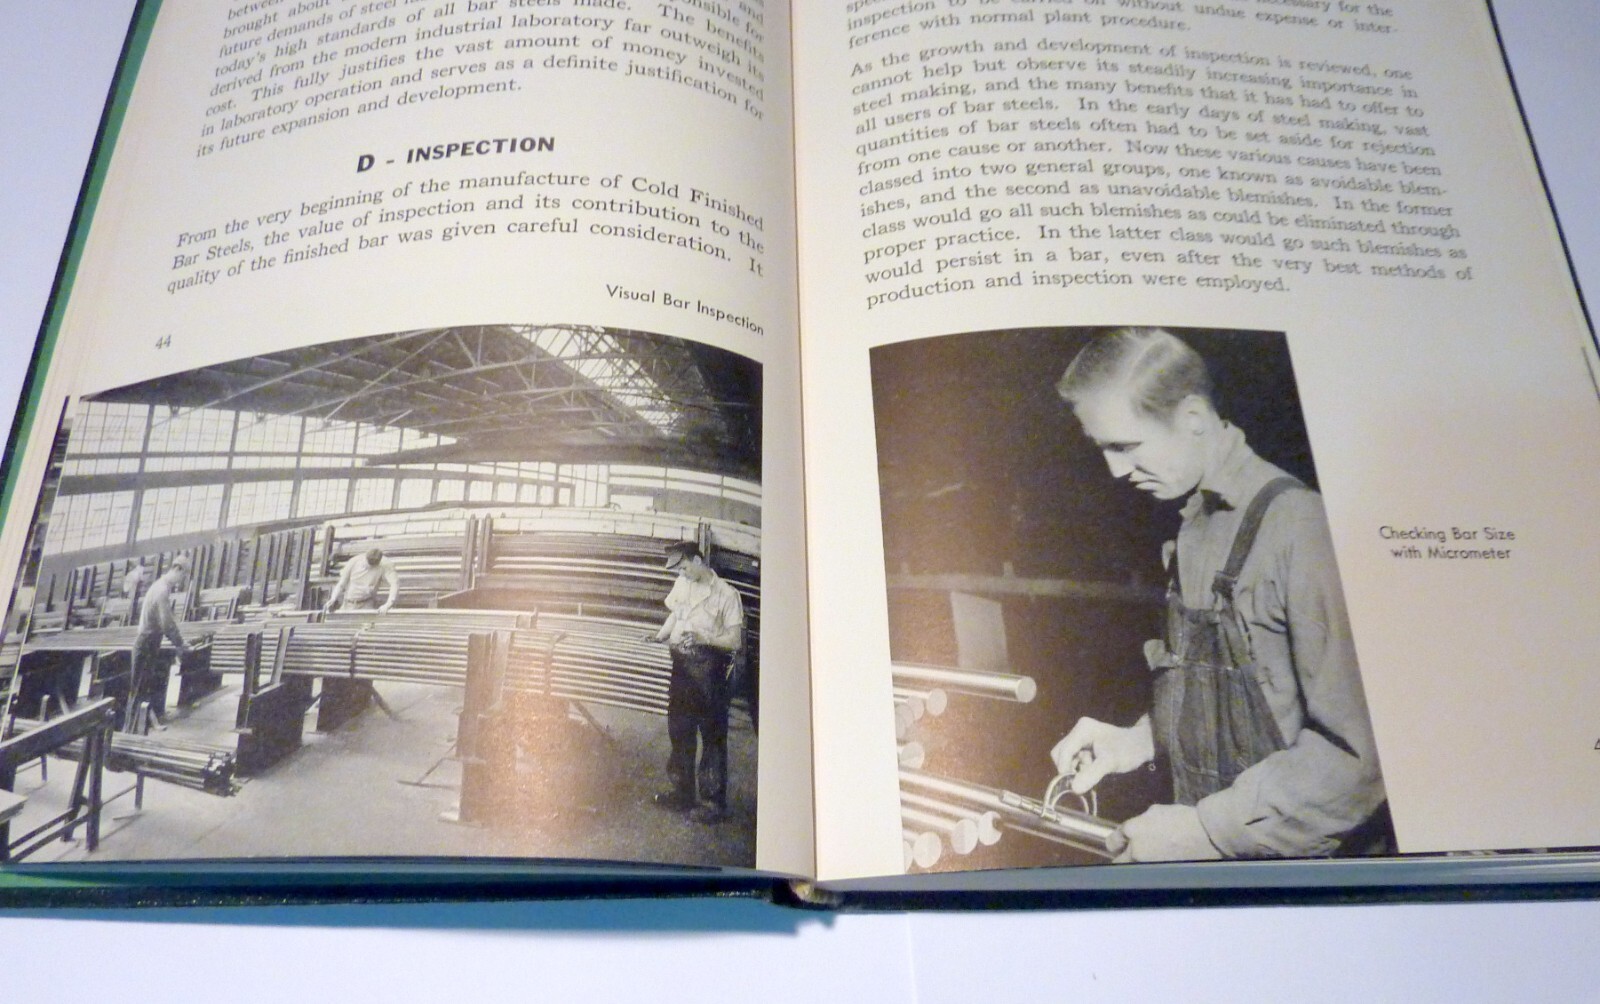 between
brought about
future demands of steel
and
today's high standards of all bar steels made. The benefits
derived from the modern industrial laboratory far outweigh its
cost. This fully justifies the vast amount of money invested
in laboratory operation and serves as a definite justification for
its future expansion and development.
D - INSPECTION
From the very beginning of the manufacture of Cold Finished
Bar Steels, the value of inspection and its contribution to the
quality of the finished bar was given careful consideration. It
Visual Bar Inspection
44
necessary for the
inspection to be carried on without undue expense or inter-
ference with normal plant procedure.
As the growth and development of inspection is reviewed, one
cannot help but observe its steadily increasing importance in
steel making, and the many benefits that it has had to offer to
all users of bar steels. In the early days of steel making, vast
quantities of bar steels often had to be set aside for rejection
from one cause or another. Now these various causes have been
classed into two general groups, one known as avoidable blem-
ishes, and the second as unavoidable blemishes. In the former
class would go all such blemishes as could be eliminated through
proper practice. In the latter class would go such blemishes as
would persist in a bar, even after the very best methods of
production and inspection were employed.
Checking Bar Size
with Micrometer